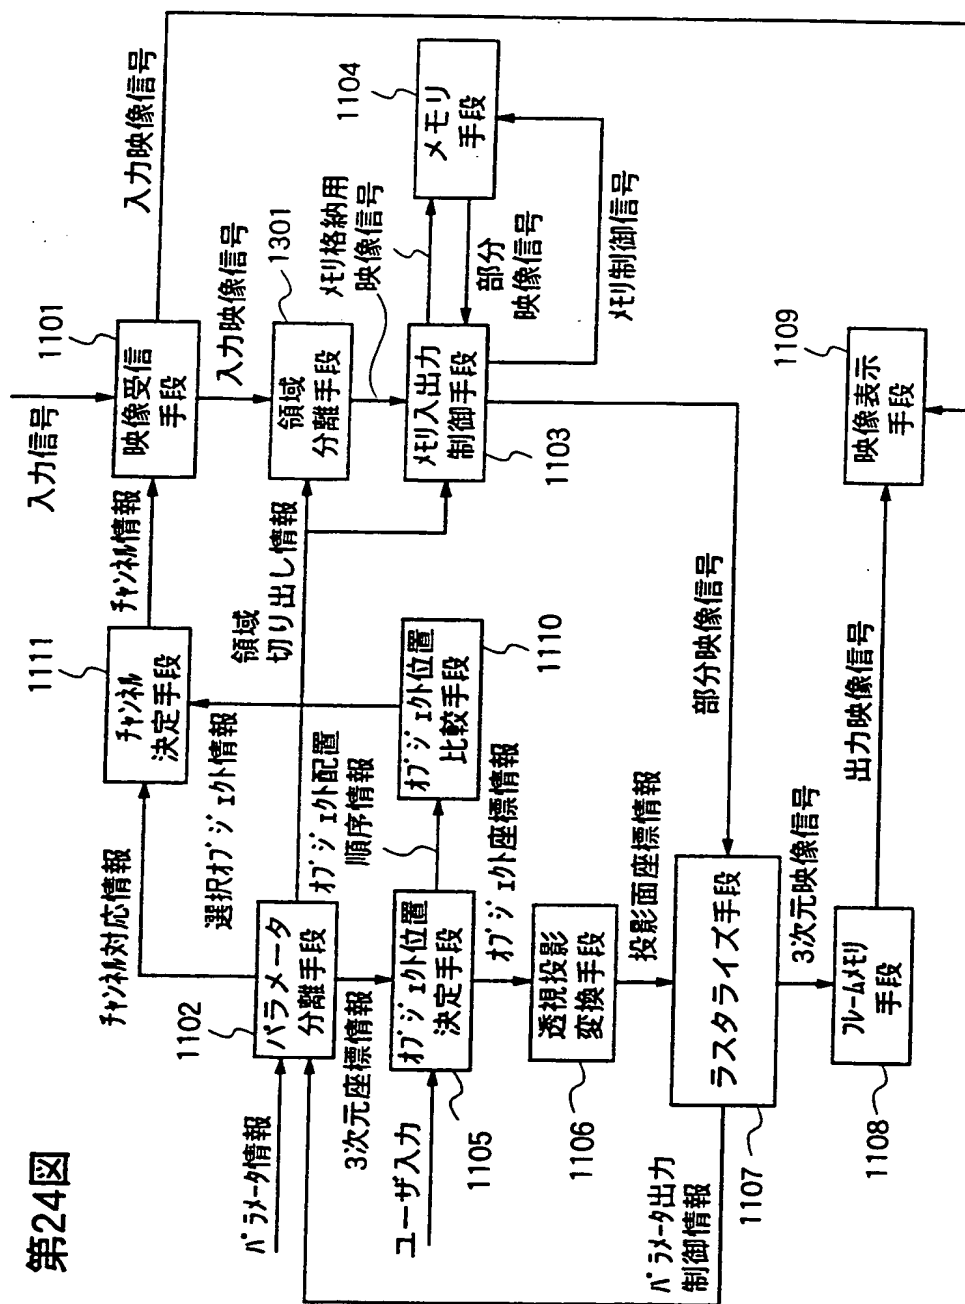 第24図
パラメータ情報
1102
パラメータ
分離手段
チャンネル対応情報
1111
チャンネル
決定手段
チャンネル情報
入力信号
1101
映像受信
手段
入力映像信号
選択オブジェクト情報
領域
切り出し情報
入力映像信号
1301
領域
分離手段
メモリ格納用
映像信号
1104
メモリ
手段
部分
映像信号
メモリ制御信号
メモリ入出力
制御手段
1103
3次元座標情報
ユーザ入力
オブジェクト位置
決定手段
1105
オブジェクト配置
順序情報
オブジェクト位置
比較手段
1110
オブジェクト座標情報
透視投影
変換手段
1106
投影面座標情報
部分映像信号
パラメータ出力
制御情報
ラスタライズ手段
1107
3次元映像信号
フレームメモリ
手段
1108
出力映像信号
映像表示
手段
1109